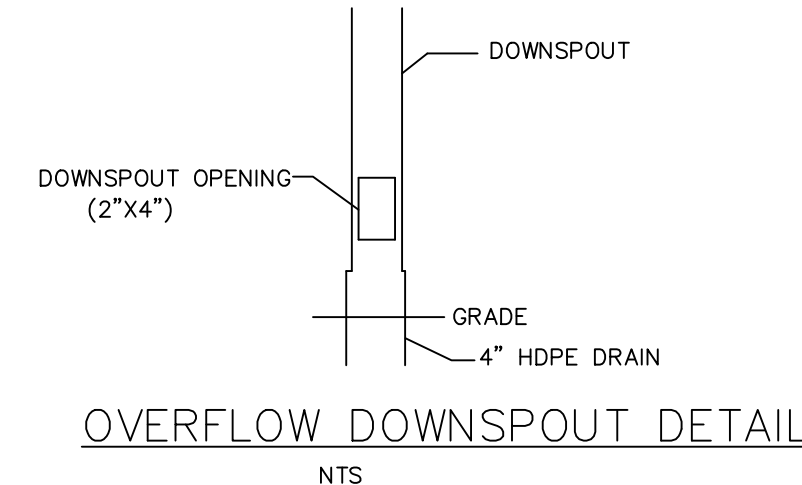 DOWNSPOUT
DOWNSPOUT OPENING
(2"X4")
GRADE
4" HDPE DRAIN
OVERFLOW DOWNSPOUT DETAIL
NTS